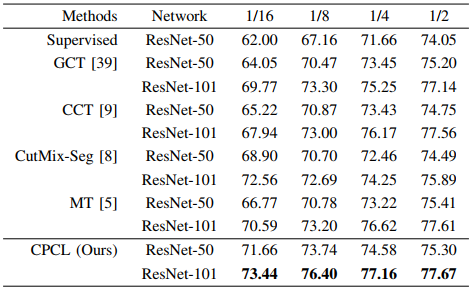 Methods Network 1/16 1/8 1/4 1/2
Supervised ResNet-50 62.00 67.16 71.66 74.05
GCT [39] ResNet-50 64.05 70.47 73.45 75.20
ResNet-101 69.77 73.30 75.25 77.14
CCT [9] ResNet-50 65.22 70.87 73.43 74.75
ResNet-101 67.94 73.00 76.17 77.56
CutMix-Seg [8] ResNet-50 68.90 70.70 72.46 74.49
ResNet-101 72.56 72.69 74.25 75.89
MT [5] ResNet-50 66.77 70.78 73.22 75.41
ResNet-101 70.59 73.20 76.62 77.61
CPCL (Ours) ResNet-50 71.66 73.74 74.58 75.30
ResNet-101 73.44 76.40 77.16 77.67